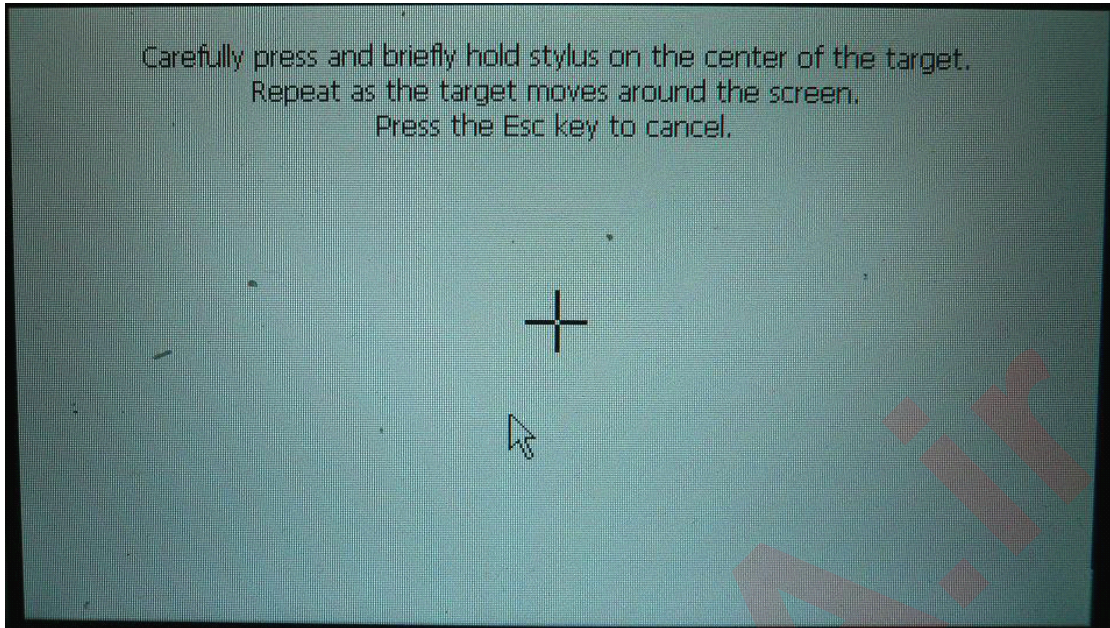 Carefully press and briefly hold stylus on the center of the target.
Repeat as the target moves around the screen.
Press the Esc key to cancel.
.ir